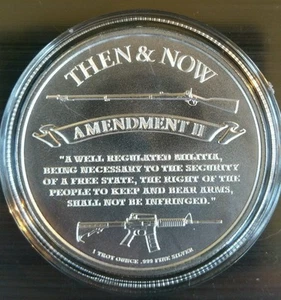 THEN & NOW
AMENDMENT II
"A WELL REGULATED MILITIA,
BEING NECESSARY TO THE SECURITY
OF A FREE STATE, THE RIGHT OF THE
PEOPLE TO KEEP AND BEAR ARMS,
SHALL NOT BE INFRINGED."
1 TROY OUNCE .999 FINE SILVER